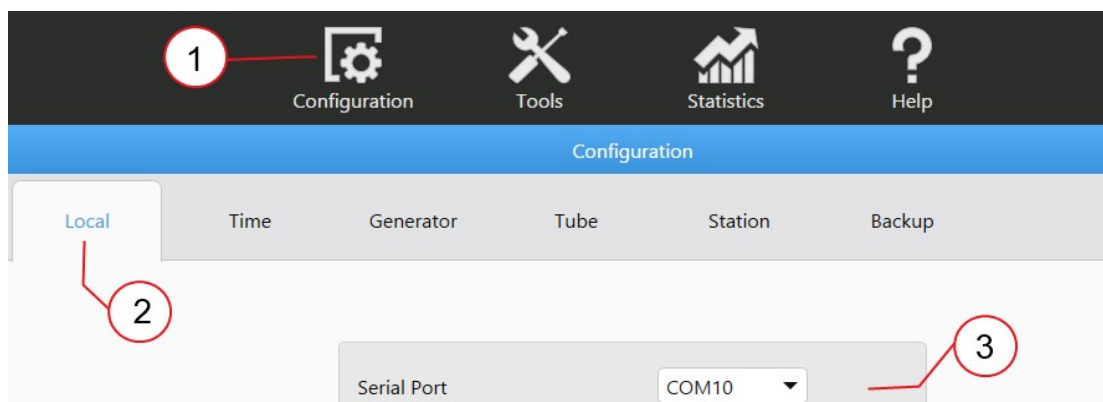 1
Configuration Tools Statistics Help
Configuration
Local Time Generator Tube Station Backup
2
3
Serial Port COM10